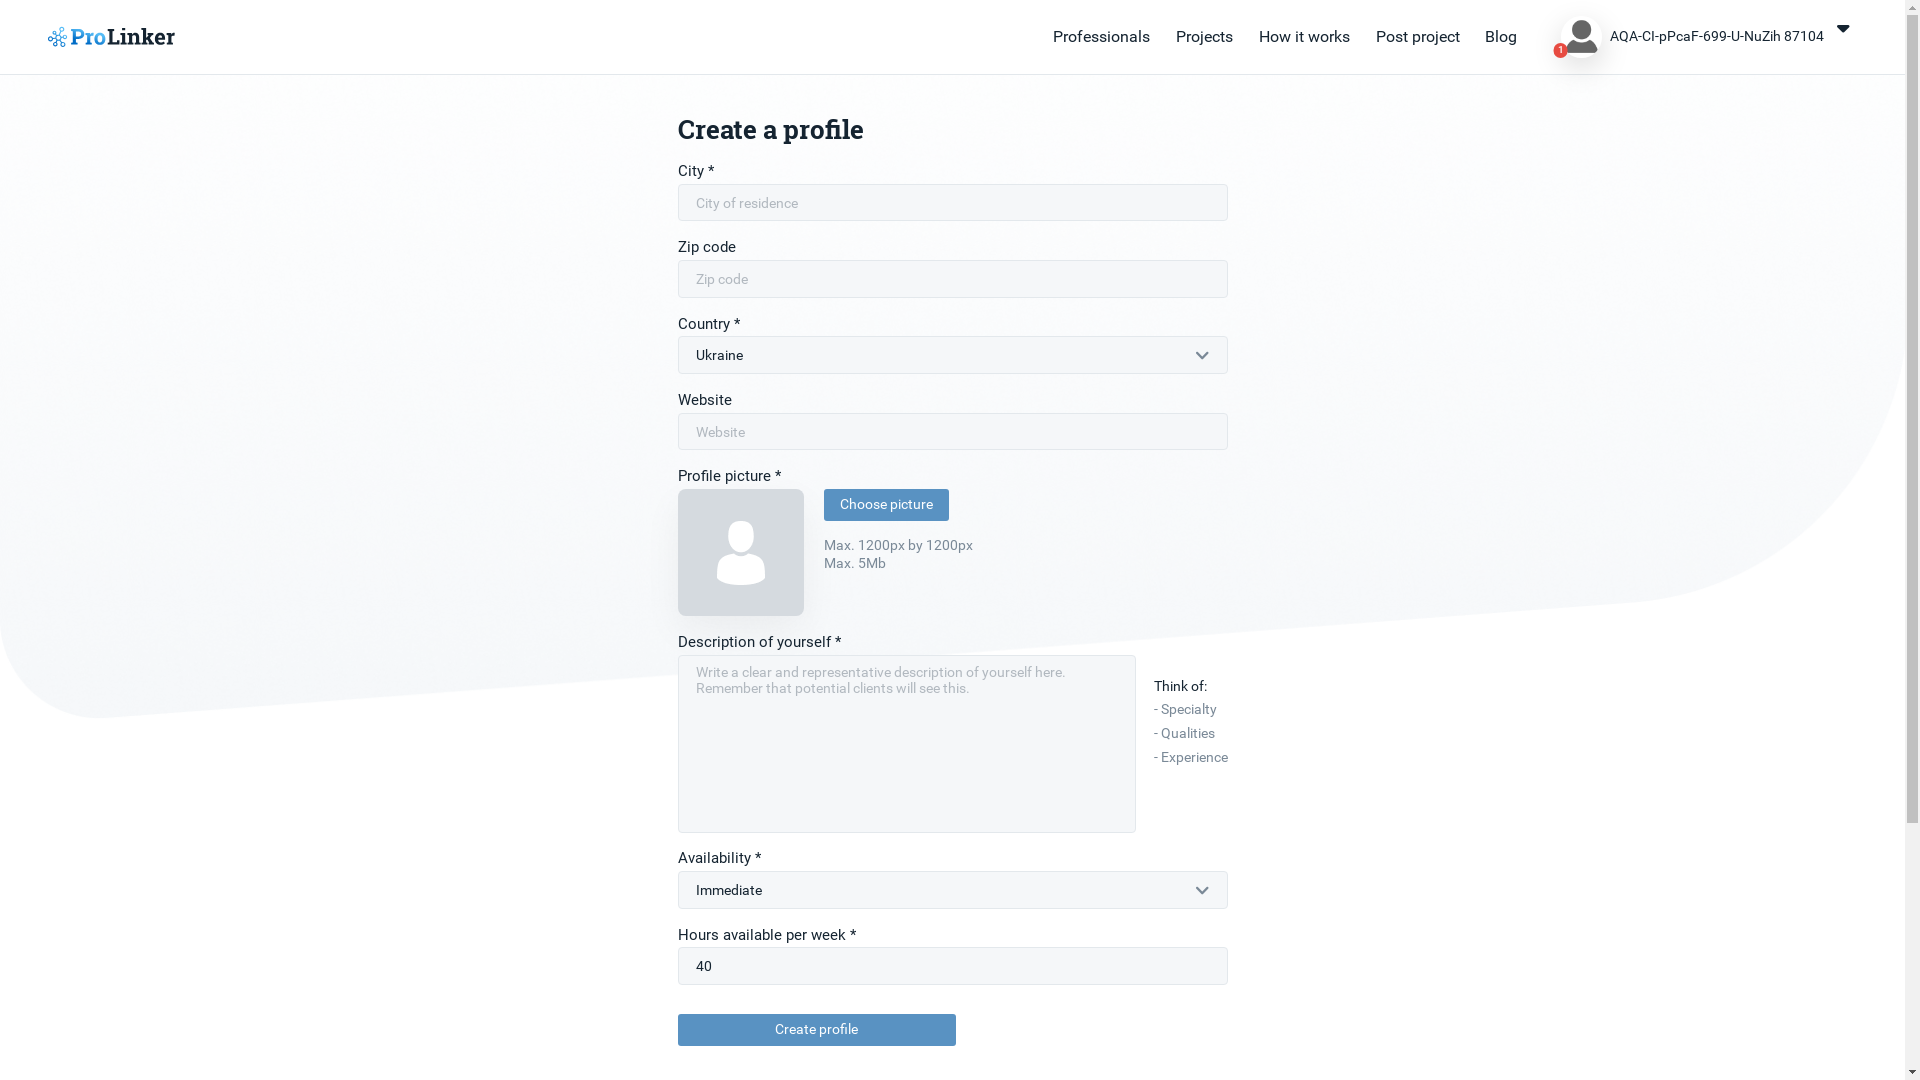 ProLinker
Professionals
Projects
How it works
Post project
Blog
1
AQA-CI-pPcaF-699-U-NuZih 87104
Create a profile
City *
City of residence
Zip code
Zip code
Country *
Ukraine
Website
Website
Profile picture *
Choose picture
Max. 1200px by 1200px
Max. 5Mb
Description of yourself *
Write a clear and representative description of yourself here.
Remember that potential clients will see this.
Think of:
- Specialty
- Qualities
- Experience
Availability *
Immediate
Hours available per week *
40
Create profile